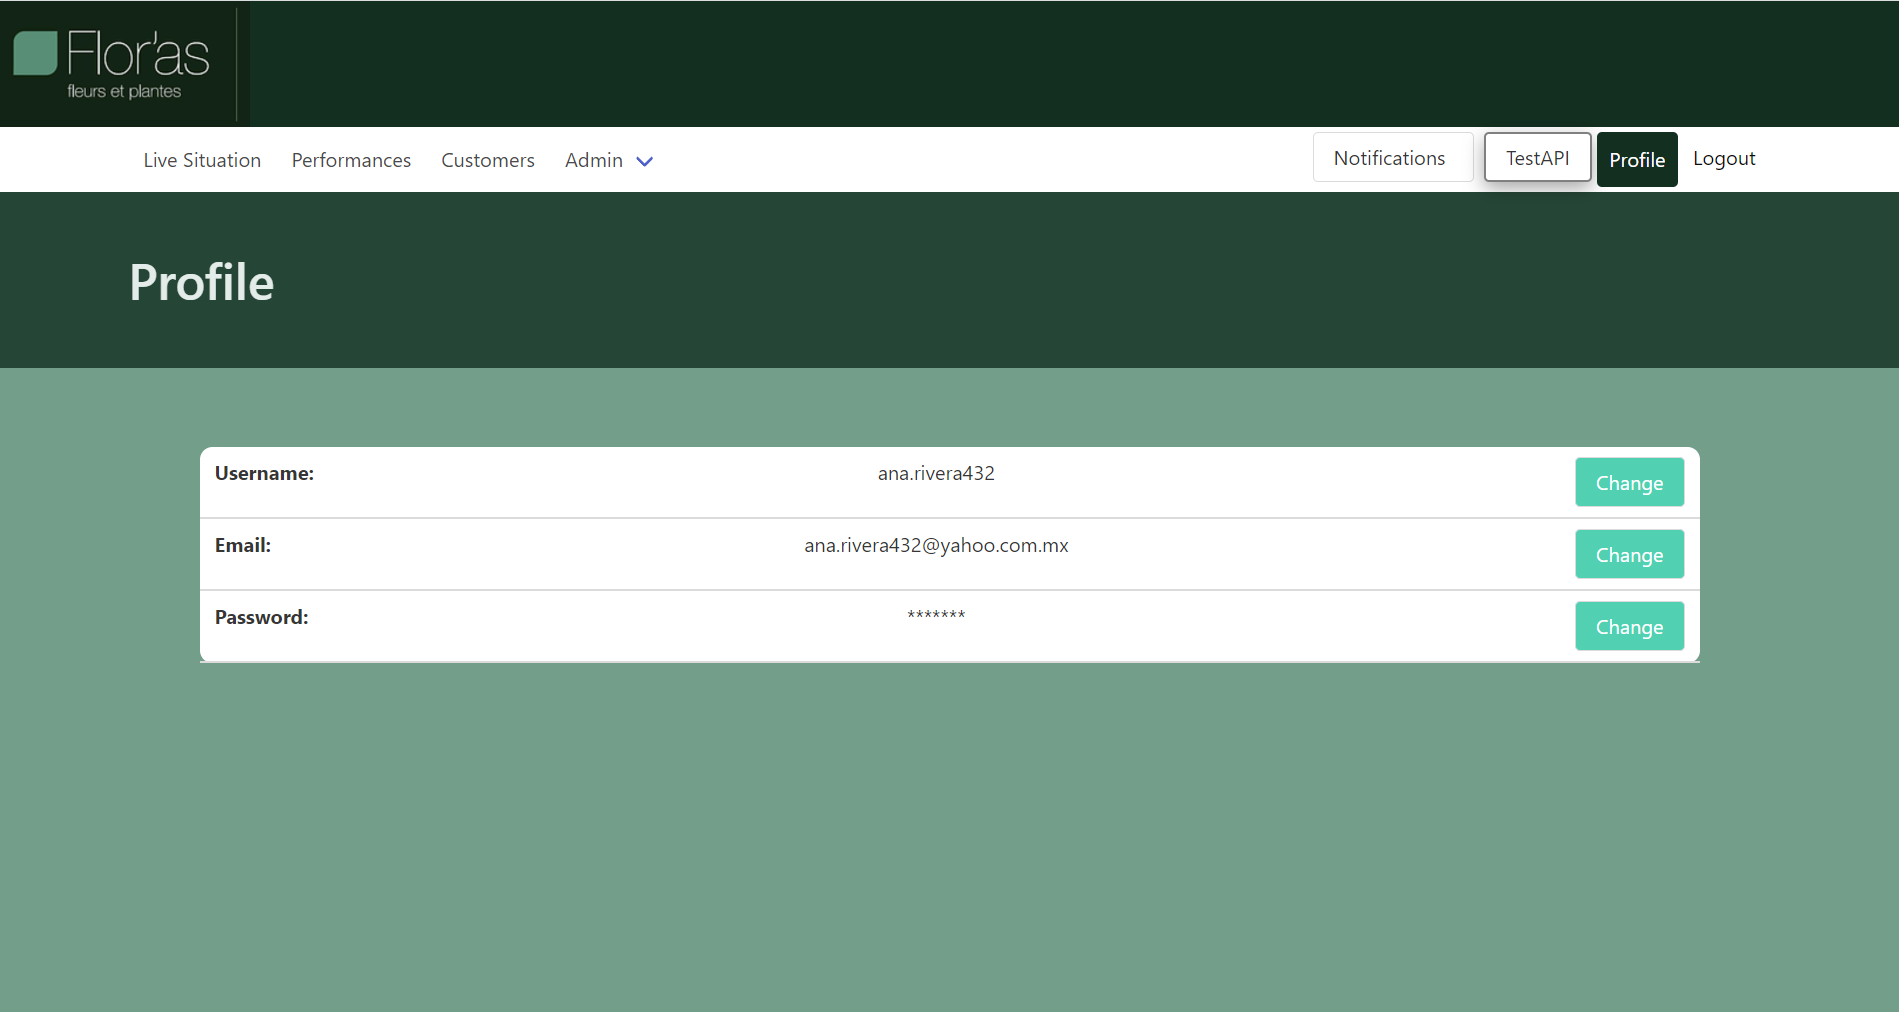 Flor'as
fleurs et plantes
Live Situation Performances Customers Admin Notifications TestAPI Profile Logout
Profile
Username: ana.rivera432 Change
Email: ana.rivera432@yahoo.com.mx Change
Password: ******* Change